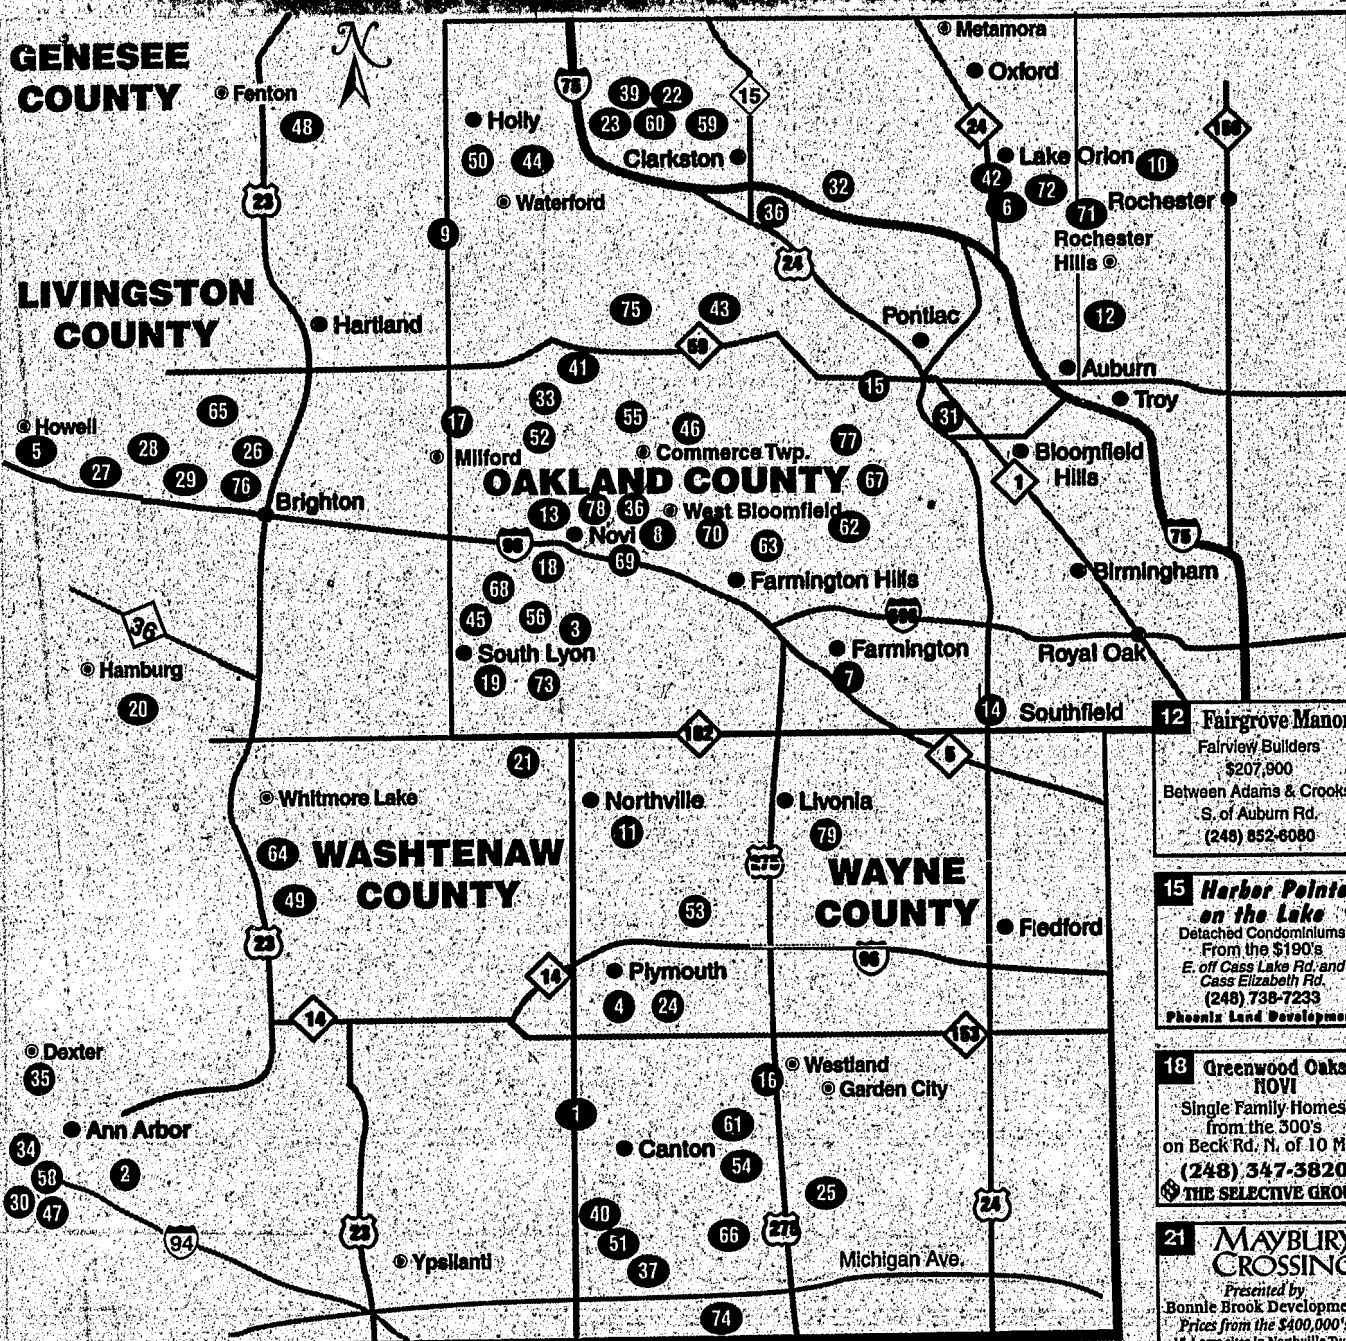 GENESEE
COUNTY
Fenton
48
23
N
75
39
22
15
23
60
59
Holly
50
44
Clarkston
Waterford
9
32
36
24
Metamora
Oxford
24
150
Lake Orion
10
42
72
6
71
Rochester
Rochester
Hills
12
LIVINGSTON
COUNTY
Hartland
75
43
59
Pontiac
41
15
Auburn
Troy
31
33
17
52
55
46
77
Milford
Commerce Twp.
OAKLAND COUNTY
67
Bloomfield
Hills
1
65
Howell
5
28
26
27
29
76
Brighton
13
78
36
West Bloomfield
62
Novi
8
70
63
96
69
18
75
Birmingham
Farmington Hills
68
45
56
3
South Lyon
19
73
696
Farmington
7
Royal Oak
14
Southfield
36
Hamburg
20
102
5
21
Whitmore Lake
Northville
11
Livonia
79
64
WASHTENAW
COUNTY
49
275
WAYNE
COUNTY
53
Redford
23
14
Plymouth
4
24
96
14
153
Dexter
35
Westland
16
Garden City
1
61
Canton
54
Ann Arbor
34
58
2
30
47
94
23
Ypsilanti
40
51
37
66
25
275
24
Michigan Ave.
74
12 Fairgrove Manor
Fairview Builders
$207,900
Between Adams & Crooks
S. of Auburn Rd.
(248) 852-6080
15 Harbor Pointe
on the Lake
Detached Condominiums
From the $190's
E. off Cass Lake Rd. and
Cass Elizabeth Rd.
(248) 738-7233
Phoenix Land Developme
18 Greenwood Oaks
NOVI
Single Family Homes
from the 300's
on Beck Rd. N. of 10 M
(248) 347-3820
THE SELECTIVE GROU
21 MAYBURY
CROSSING
Presented by
Bonnie Brook Developme
Prices from the $400,000's